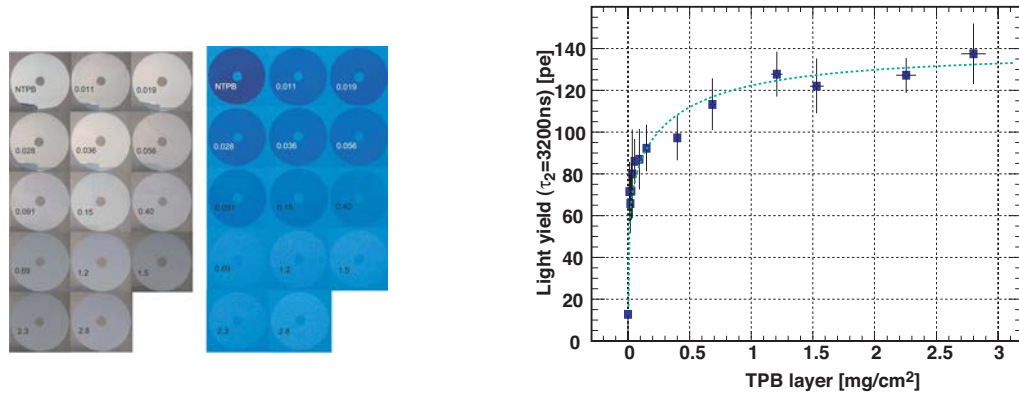 NTPB 0.011 0.019
0.028 0.036 0.056
0.091 0.15 0.40
0.69 1.2 1.5
2.3 2.8
NTPB 0.011 0.019
0.028 0.036 0.056
0.091 0.15 0.40
0.69 1.2 1.5
2.3 2.8
Light yield (τ2=3200ns) [pe]
140
120
100
80
60
40
20
0
0 0.5 1 1.5 2 2.5 3
TPB layer [mg/cm²]